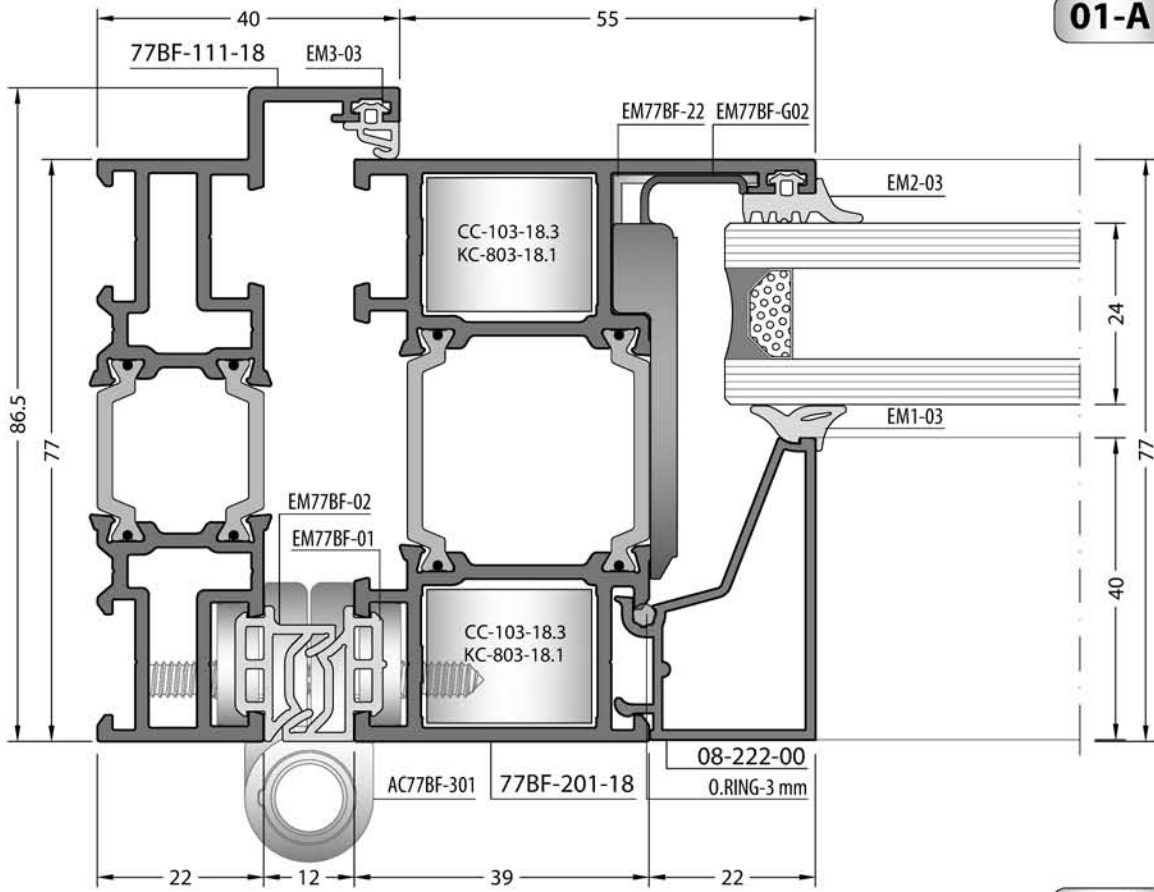 40
55
01-A
77BF-111-18
EM3-03
EM77BF-22
EM77BF-G02
EM2-03
CC-103-18.3
KC-803-18.1
24
86.5
77
77
EM1-03
EM77BF-02
EM77BF-01
40
CC-103-18.3
KC-803-18.1
08-222-00
AC77BF-301
77BF-201-18
O.RING-3 mm
22
12
39
22